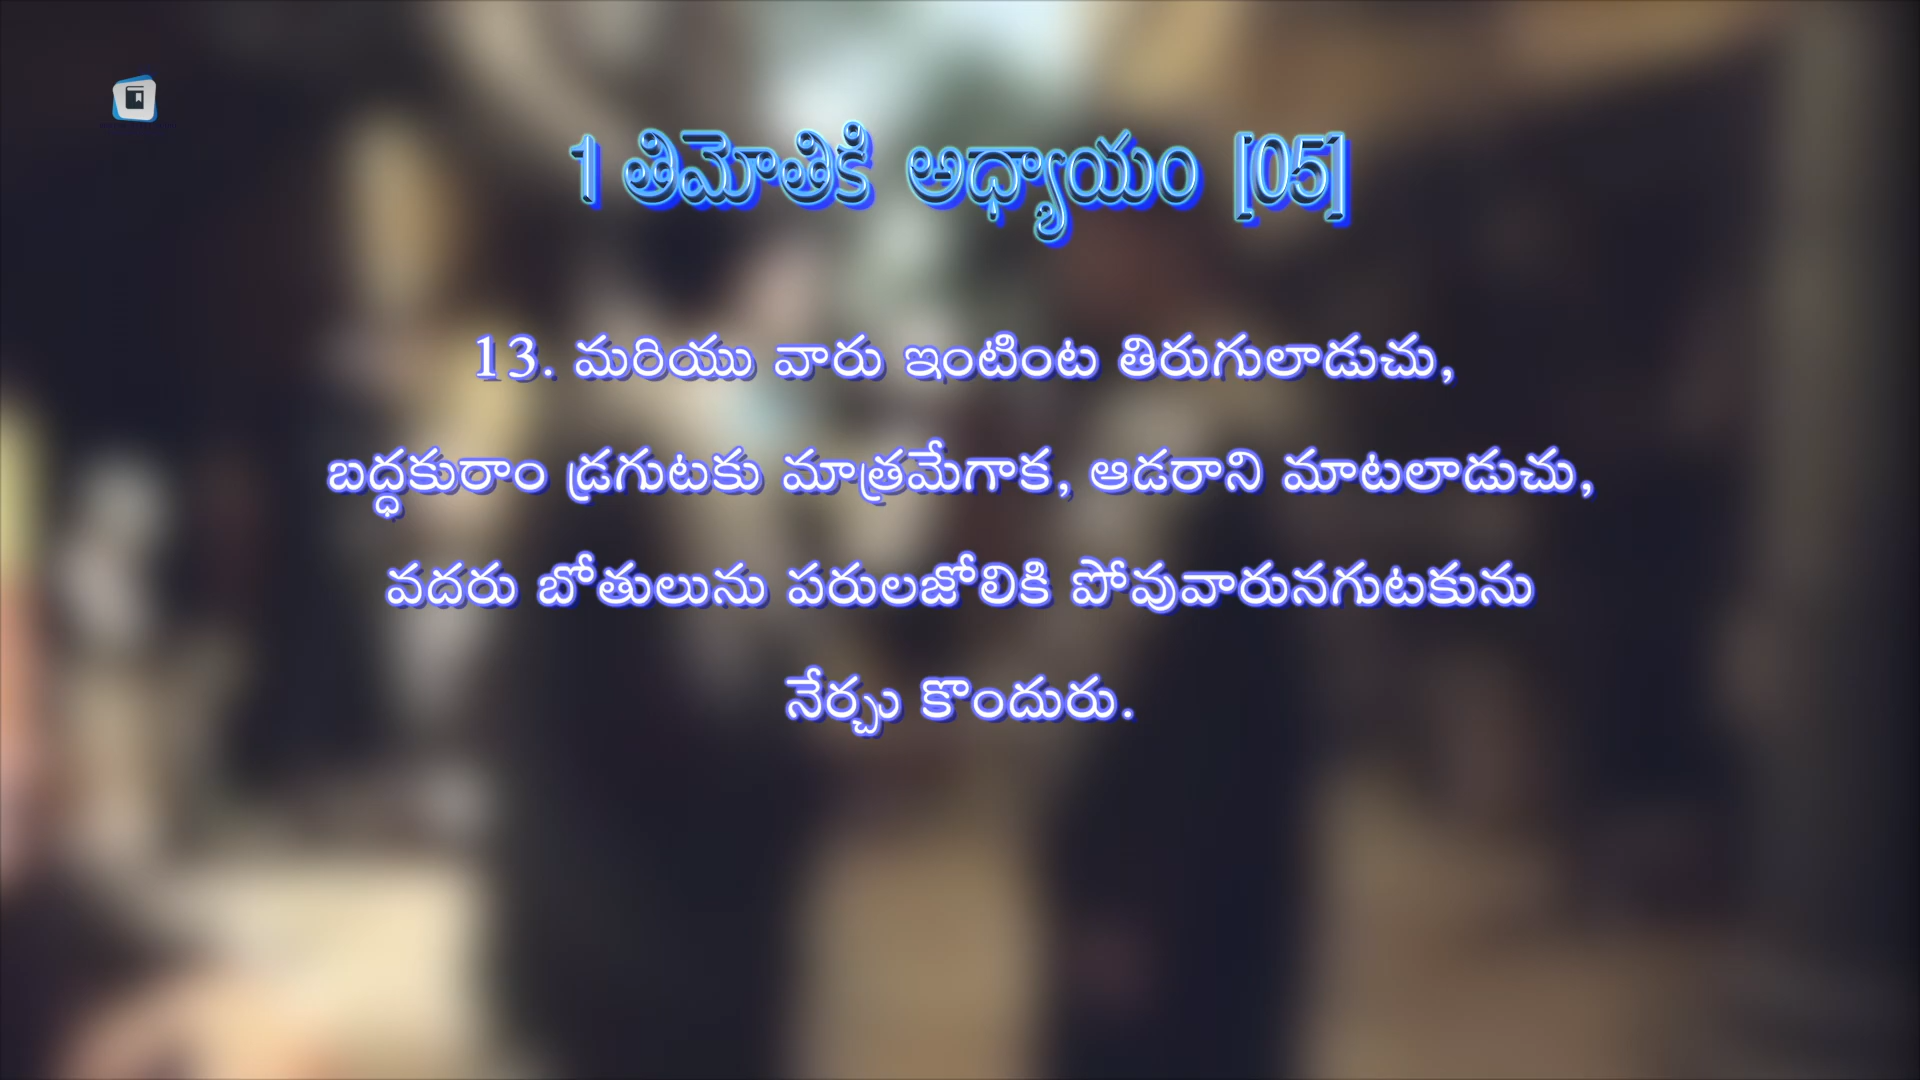 1 తిమోతికి అధ్యాయం [05]
13. మరియు వారు ఇంటింట తిరుగులాడుచు,
బద్ధకురాం డ్రగుటకు మాత్రమేగాక, ఆడరాని మాటలాడుచు,
వదరు బోతులును పరులజోలికి పోవువారునగుటకును
నేర్చు కొందురు.